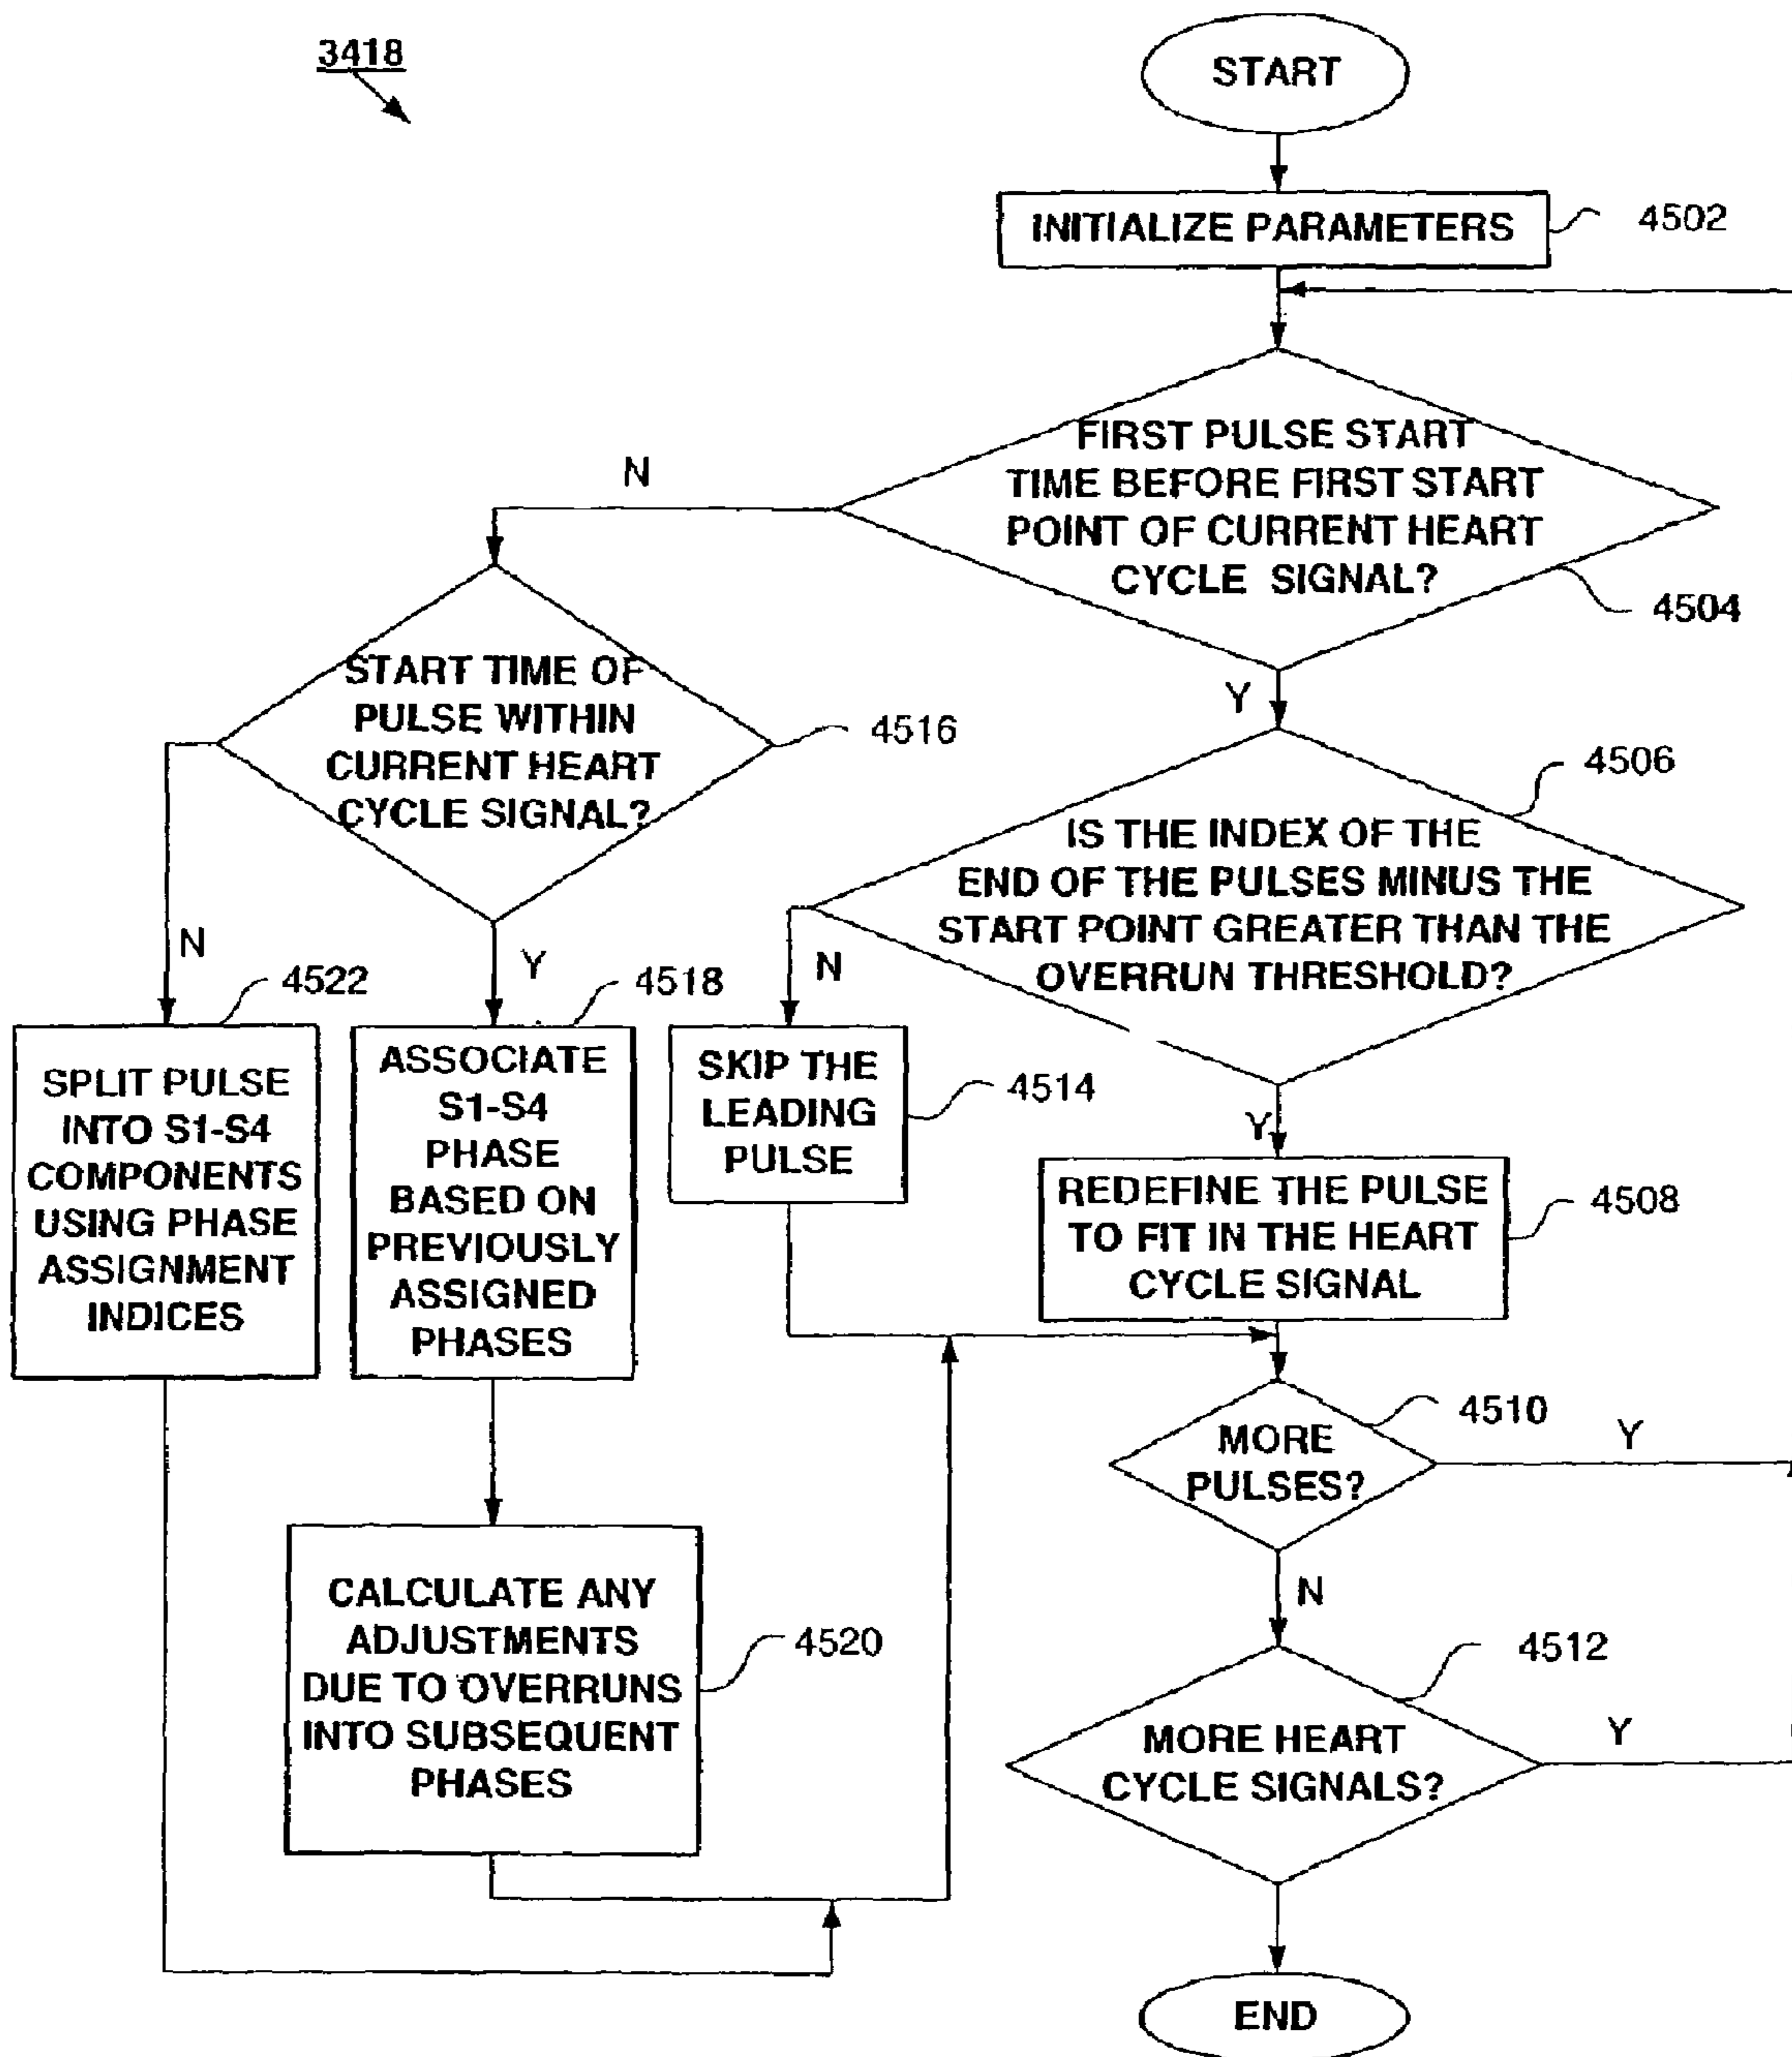 3418
START
INITIALIZE PARAMETERS
4502
FIRST PULSE START
TIME BEFORE FIRST START
POINT OF CURRENT HEART
CYCLE SIGNAL?
4504
N
Y
START TIME OF
PULSE WITHIN
CURRENT HEART
CYCLE SIGNAL?
4516
N
Y
IS THE INDEX OF THE
END OF THE PULSES MINUS THE
START POINT GREATER THAN THE
OVERRUN THRESHOLD?
4506
N
Y
SPLIT PULSE
INTO S1-S4
COMPONENTS
USING PHASE
ASSIGNMENT
INDICES
4522
ASSOCIATE
S1-S4
PHASE
BASED ON
PREVIOUSLY
ASSIGNED
PHASES
4518
SKIP THE
LEADING
PULSE
4514
REDEFINE THE PULSE
TO FIT IN THE HEART
CYCLE SIGNAL
4508
MORE
PULSES?
4510
Y
N
CALCULATE ANY
ADJUSTMENTS
DUE TO OVERRUNS
INTO SUBSEQUENT
PHASES
4520
MORE HEART
CYCLE SIGNALS?
4512
Y
END